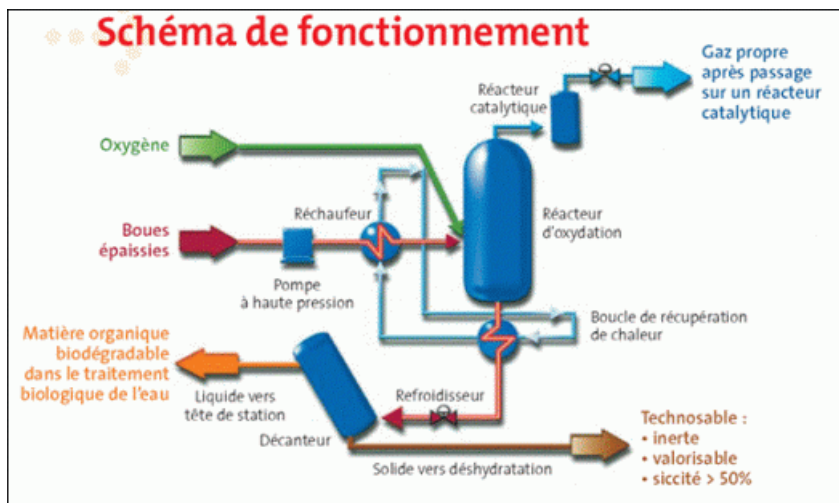 Schéma de fonctionnement
Gaz propre
après passage
sur un réacteur
catalytique
Réacteur
catalytique
Oxygène
Réchaufeur
Réacteur
d'oxydation
Boues
épaissies
Pompe
à haute pression
Boucle de récupération
de chaleur
Matière organique
biodégradable
dans le traitement
biologique de l'eau
Liquide vers
tête de station
Refroidisseur
Décanteur
Solide vers déshydratation
Technosable :
• inerte
• valorisable
• siccité > 50%